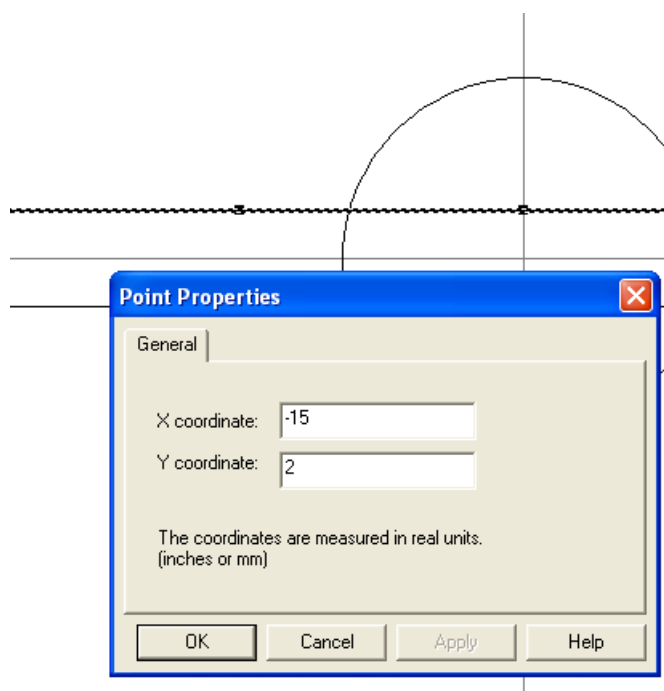 Point Properties
General
X coordinate: -15
Y coordinate: 2
The coordinates are measured in real units.
(inches or mm)
OK Cancel Apply Help